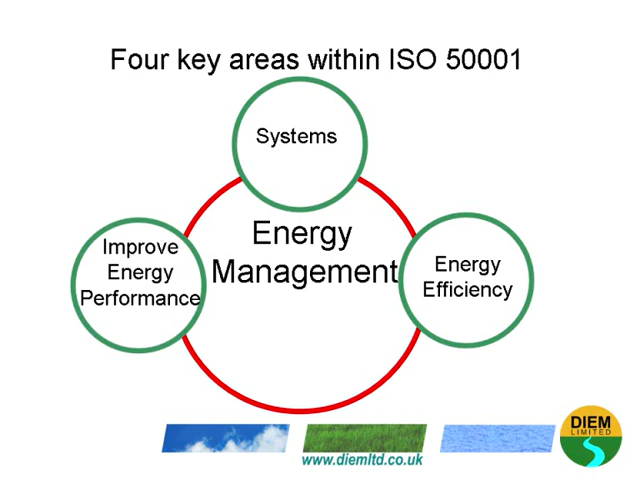 Four key areas within ISO 50001
Systems
Energy
Management
Improve
Energy
Performance
Energy
Efficiency
DIEM
LIMITED
www.diemltd.co.uk